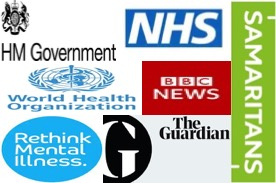 HM Government
NHS
World Health
Organization
BBC
NEWS
SAMARITANS
Rethink
Mental
Illness.
G
The
Guardian